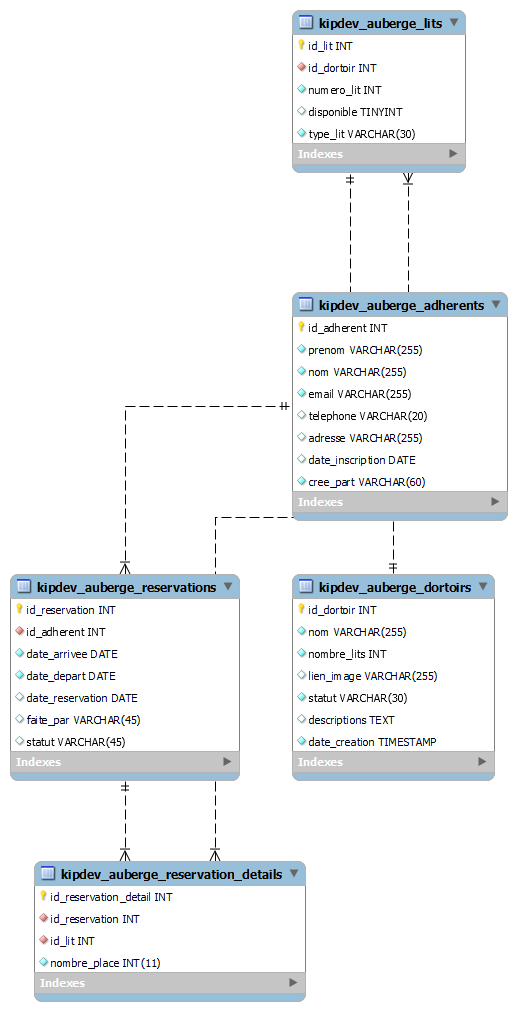 kipdev_auberge_lits
id_lit INT
id_dortoir INT
numero_lit INT
disponible TINYINT
type_lit VARCHAR(30)
Indexes
kipdev_auberge_adherents
id_adherent INT
prenom VARCHAR(255)
nom VARCHAR(255)
email VARCHAR(255)
telephone VARCHAR(20)
adresse VARCHAR(255)
date_inscription DATE
cree_part VARCHAR(60)
Indexes
kipdev_auberge_reservations
id_reservation INT
id_adherent INT
date_arrivee DATE
date_depart DATE
date_reservation DATE
faite_par VARCHAR(45)
statut VARCHAR(45)
Indexes
kipdev_auberge_dortoirs
id_dortoir INT
nom VARCHAR(255)
nombre_lits INT
lien_image VARCHAR(255)
statut VARCHAR(30)
descriptions TEXT
date_creation TIMESTAMP
Indexes
kipdev_auberge_reservation_details
id_reservation_detail INT
id_reservation INT
id_lit INT
nombre_place INT(11)
Indexes